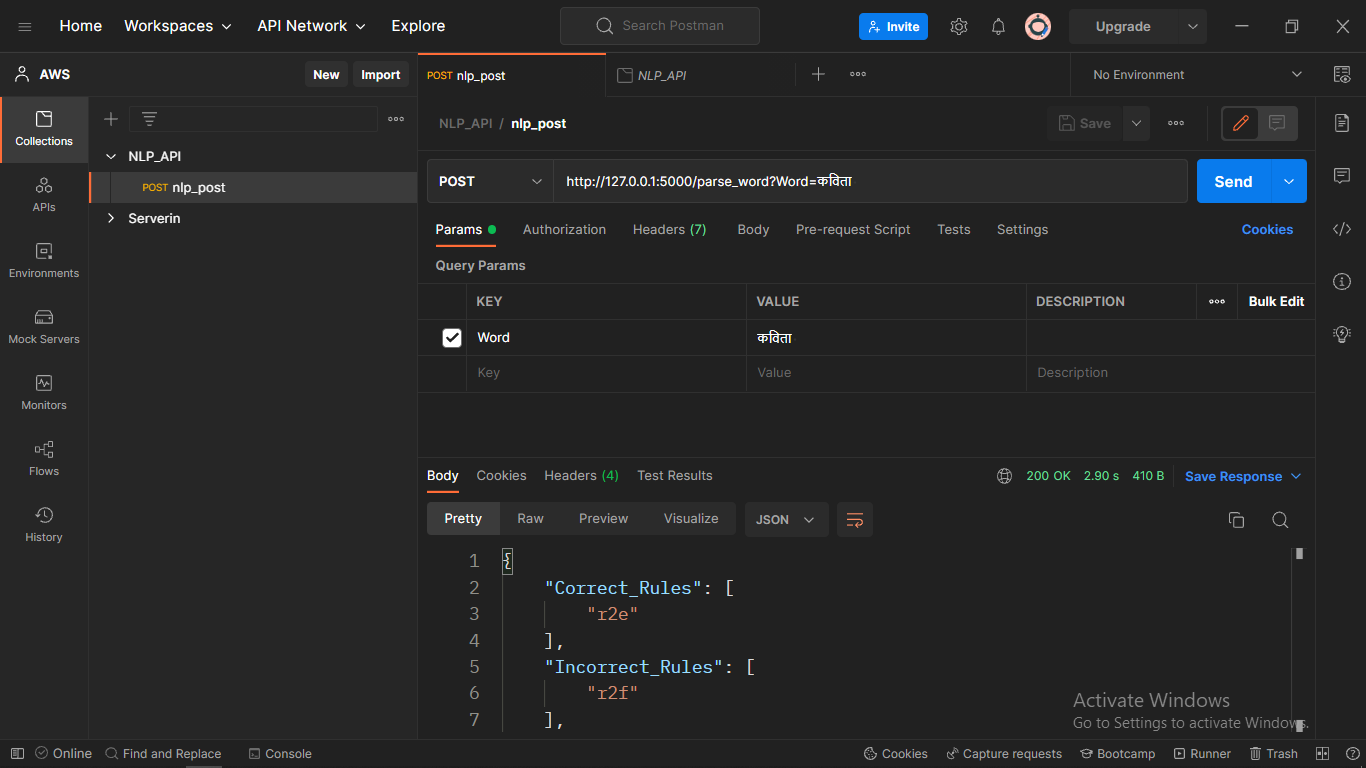 Home Workspaces API Network Explore Search Postman Invite Upgrade
AWS New Import POST nlp_post NLP_API No Environment
Collections
NLP_API / nlp_post Save
NLP_API
POST nlp_post
POST http://127.0.0.1:5000/parse_word?Word=कविता Send
APIs
Serverin
Params Authorization Headers (7) Body Pre-request Script Tests Settings Cookies
Environments
Query Params
KEY VALUE DESCRIPTION Bulk Edit
Mock Servers
Word कविता
Key Value Description
Monitors
Flows
Body Cookies Headers (4) Test Results 200 OK 2.90 s 410 B Save Response
History
Pretty Raw Preview Visualize JSON
1 {
2 "Correct_Rules": [
3 "r2e"
4 ],
5 "Incorrect_Rules": [
6 "r2f"
7 ],
Activate Windows
Go to Settings to activate Windows.
Online Find and Replace Console Cookies Capture requests Bootcamp Runner Trash